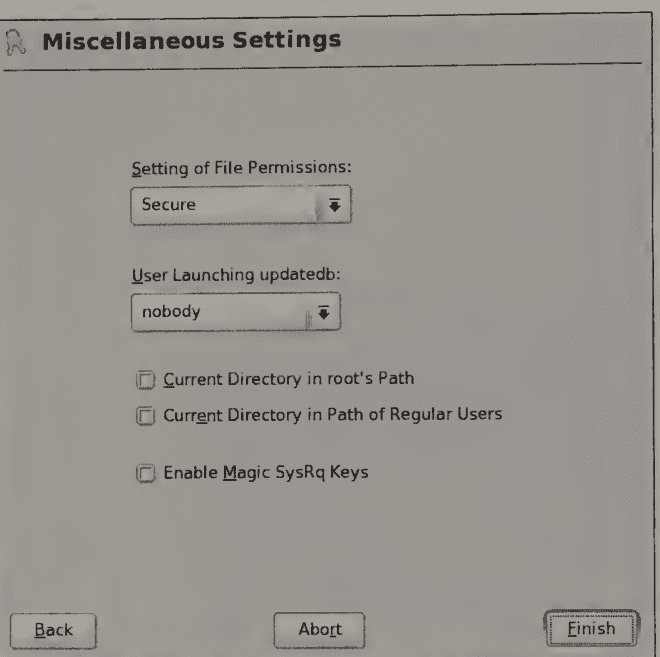 Miscellaneous Settings
Setting of File Permissions:
Secure
User Launching updatedb:
nobody
Current Directory in root's Path
Current Directory in Path of Regular Users
Enable Magic SysRq Keys
Back Abort Finish